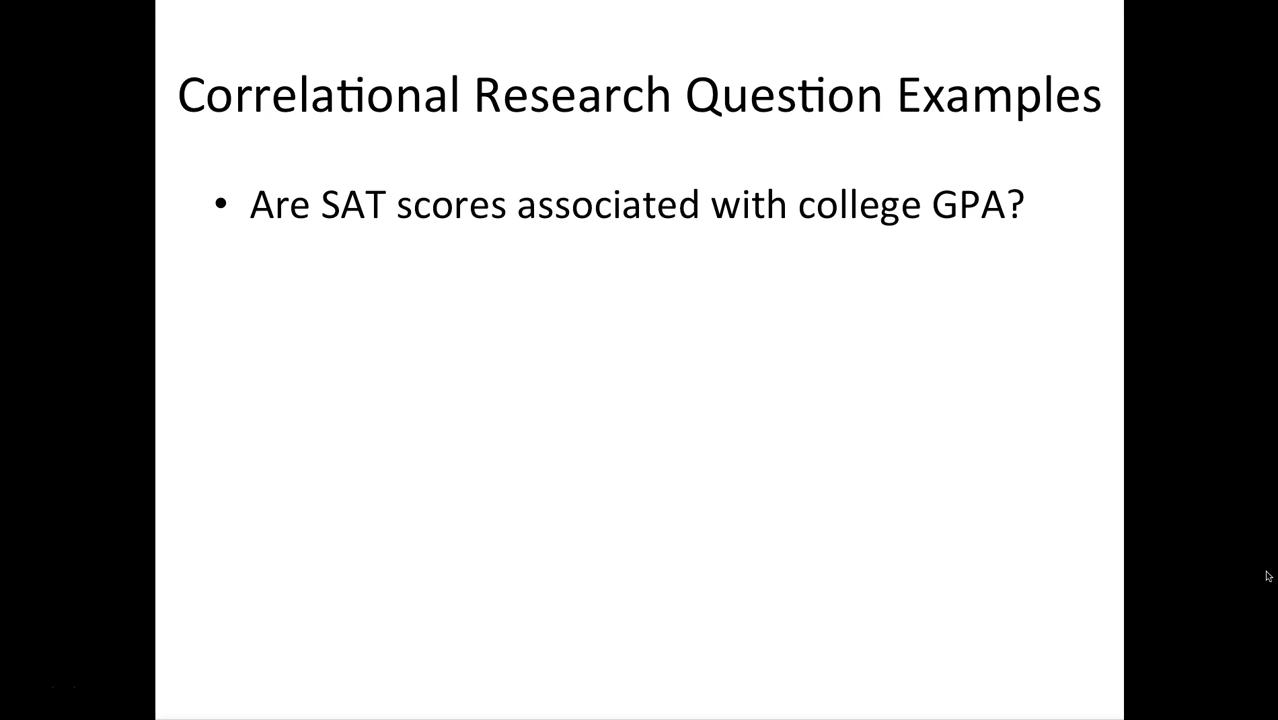 Correlational Research Question Examples
• Are SAT scores associated with college GPA?